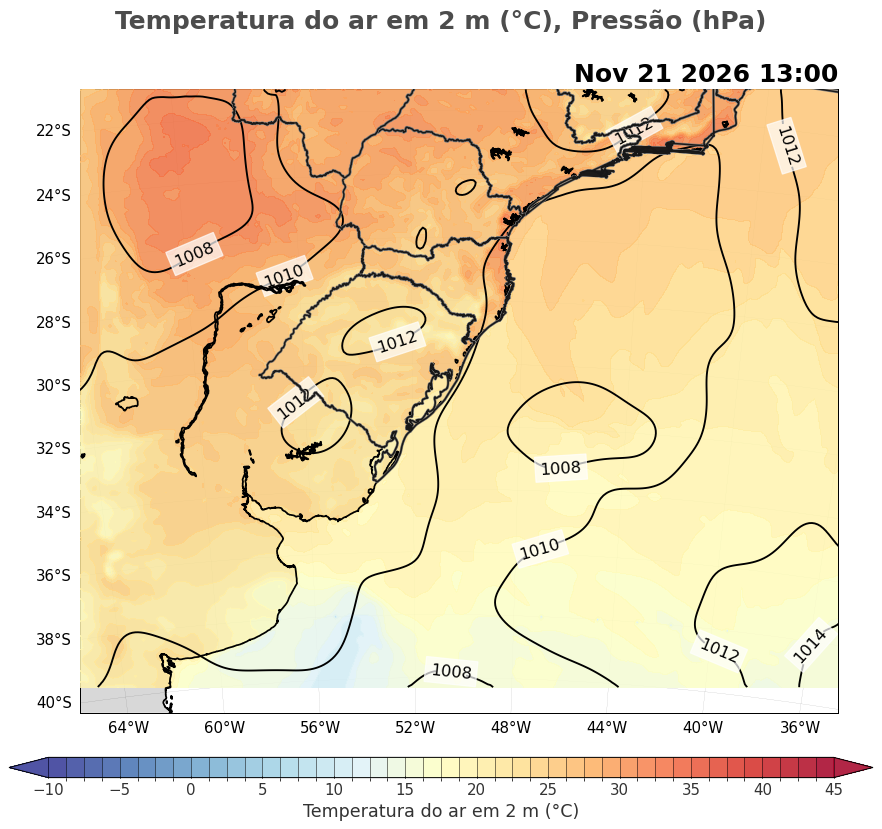 Temperatura do ar em 2 m (°C), Pressão (hPa)
Nov 21 2026 13:00
22°S
24°S
26°S
28°S
30°S
32°S
34°S
36°S
38°S
40°S
1012
1012
1008
1010
1012
1012
1008
1010
1012
1014
1008
64°W 60°W 56°W 52°W 48°W 44°W 40°W 36°W
−10 −5 0 5 10 15 20 25 30 35 40 45
Temperatura do ar em 2 m (°C)